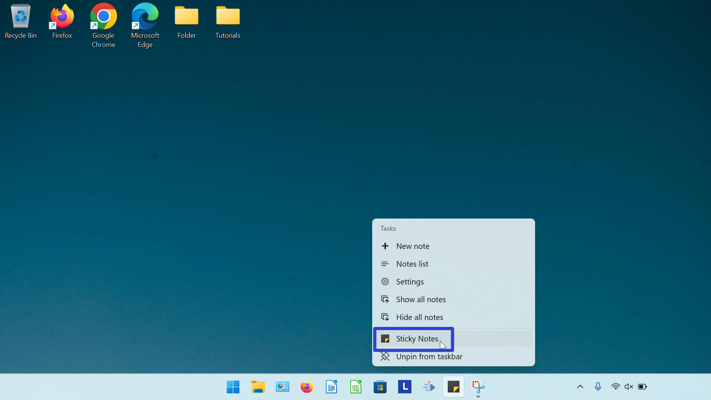 Recycle Bin
Firefox
Google
Chrome
Microsoft
Edge
Folder
Tutorials
Tasks
New note
Notes list
Settings
Show all notes
Hide all notes
Sticky Notes
Unpin from taskbar
L